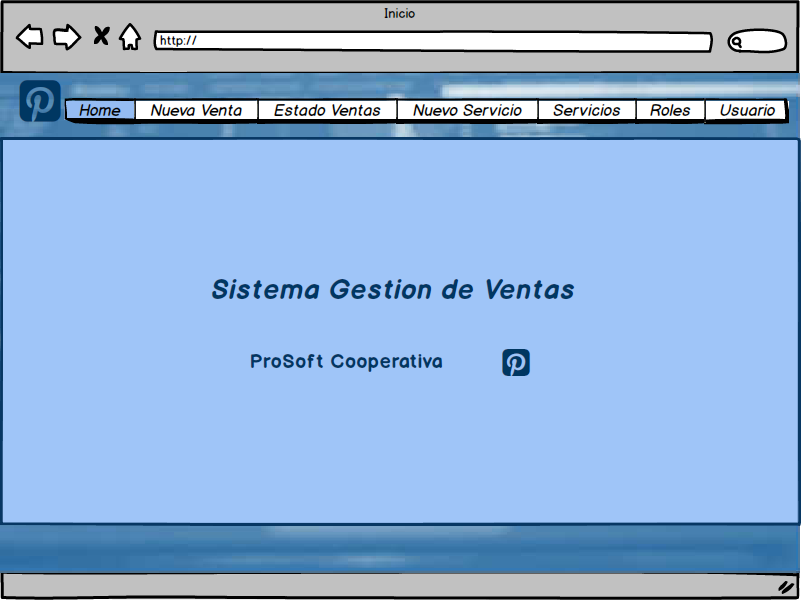 Inicio
http://
Home Nueva Venta Estado Ventas Nuevo Servicio Servicios Roles Usuario
Sistema Gestion de Ventas
ProSoft Cooperativa